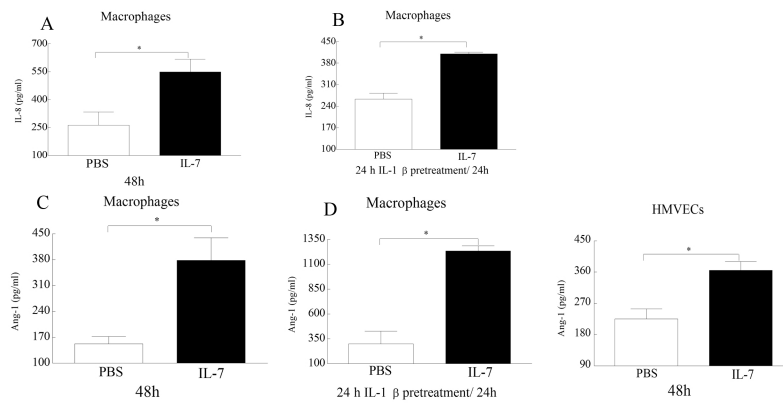 A
Macrophages
700
550
400
250
100
IL-8 (pg/ml)
*
PBS IL-7
48h
B
Macrophages
450
380
310
240
170
100
IL-8 (pg/ml)
*
PBS IL-7
24 h IL-1 β pretreatment/ 24h
C
Macrophages
450
380
310
240
170
100
Ang-1 (pg/ml)
*
PBS IL-7
48h
D
Macrophages
1350
1100
850
600
350
100
Ang-1 (pg/ml)
*
PBS IL-7
24 h IL-1 β pretreatment/ 24h
HMVECs
450
360
270
180
90
Ang-1 (pg/ml)
*
PBS IL-7
48h